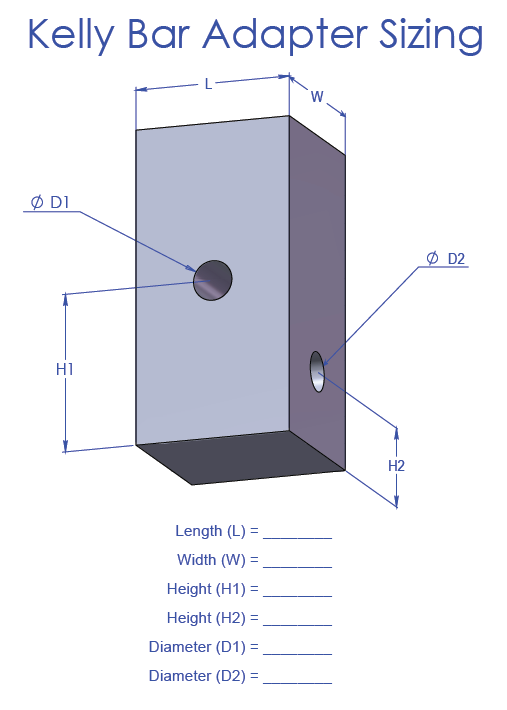 Kelly Bar Adapter Sizing
L
W
Ø D1
Ø D2
H1
H2
Length (L) = ________
Width (W) = ________
Height (H1) = ________
Height (H2) = ________
Diameter (D1) = ________
Diameter (D2) = ________